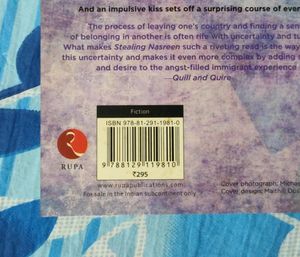 And an impulsive kiss sets off a surprising course of ever
The process of leaving one's country and finding a sen
of belonging in another is often rife with uncertainty and tu
What makes Stealing Nasreen such a riveting read is the way
this uncertainty and makes it even more complex by adding
and desire to the angst-filled immigrant experience
—Quill and Quire
Fiction
ISBN 978-81-291-1981-0
9 788129 119810
₹295
RUPA
www.rupapublications.com
For sale in the Indian Subcontinent only
Cover photograph: Michae
Cover design: Maithili Dos